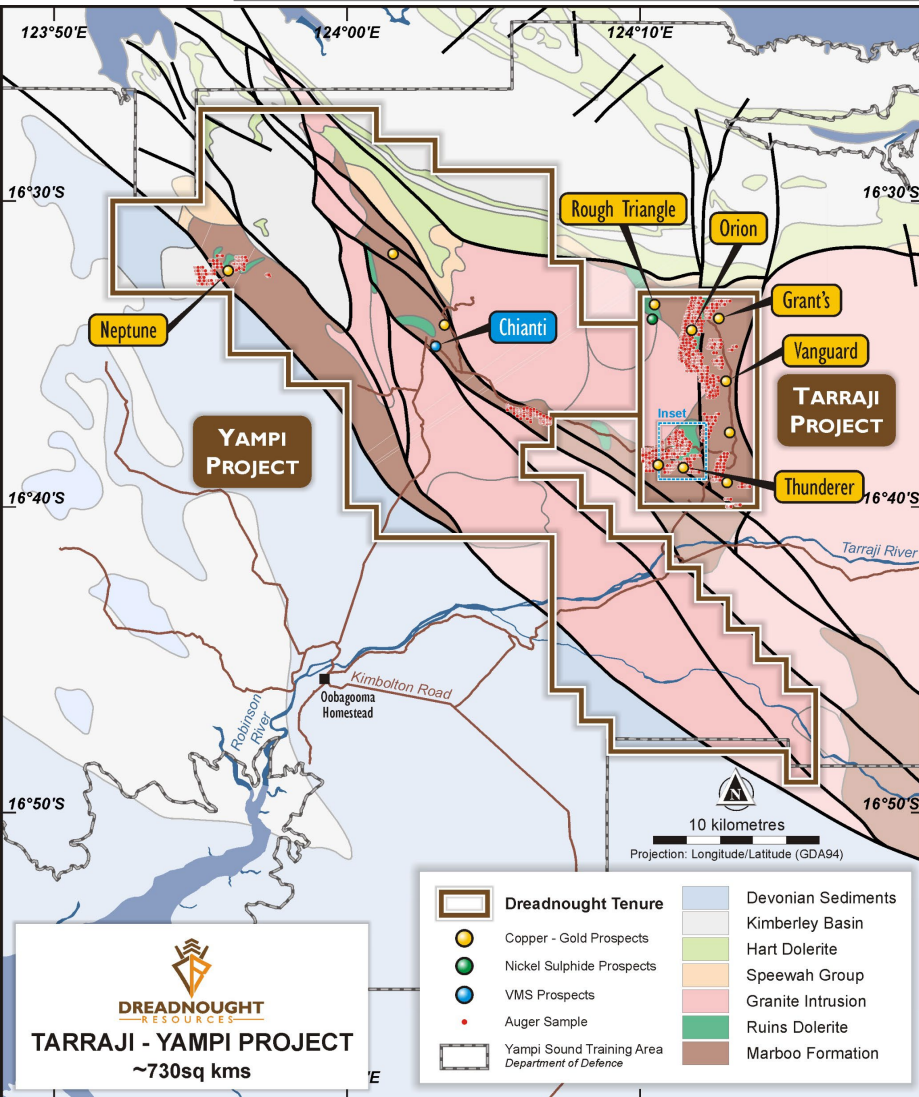 123°50'E
124°00'E
124°10'E
16°30'S
16°30'S
Rough Triangle
Orion
Grant's
Neptune
Chianti
Vanguard
TARRAJI
PROJECT
Inset
YAMPI
PROJECT
Thunderer
16°40'S
16°40'S
Tarraji River
Kimbolton Road
Oobagooma
Homestead
Robinson
River
16°50'S
16°50'S
N
10 kilometres
Projection: Longitude/Latitude (GDA94)
Dreadnought Tenure
Copper - Gold Prospects
Nickel Sulphide Prospects
VMS Prospects
Auger Sample
Yampi Sound Training Area
Department of Defence
Devonian Sediments
Kimberley Basin
Hart Dolerite
Speewah Group
Granite Intrusion
Ruins Dolerite
Marboo Formation
DREADNOUGHT
RESOURCES
TARRAJI - YAMPI PROJECT
~730sq kms
'E